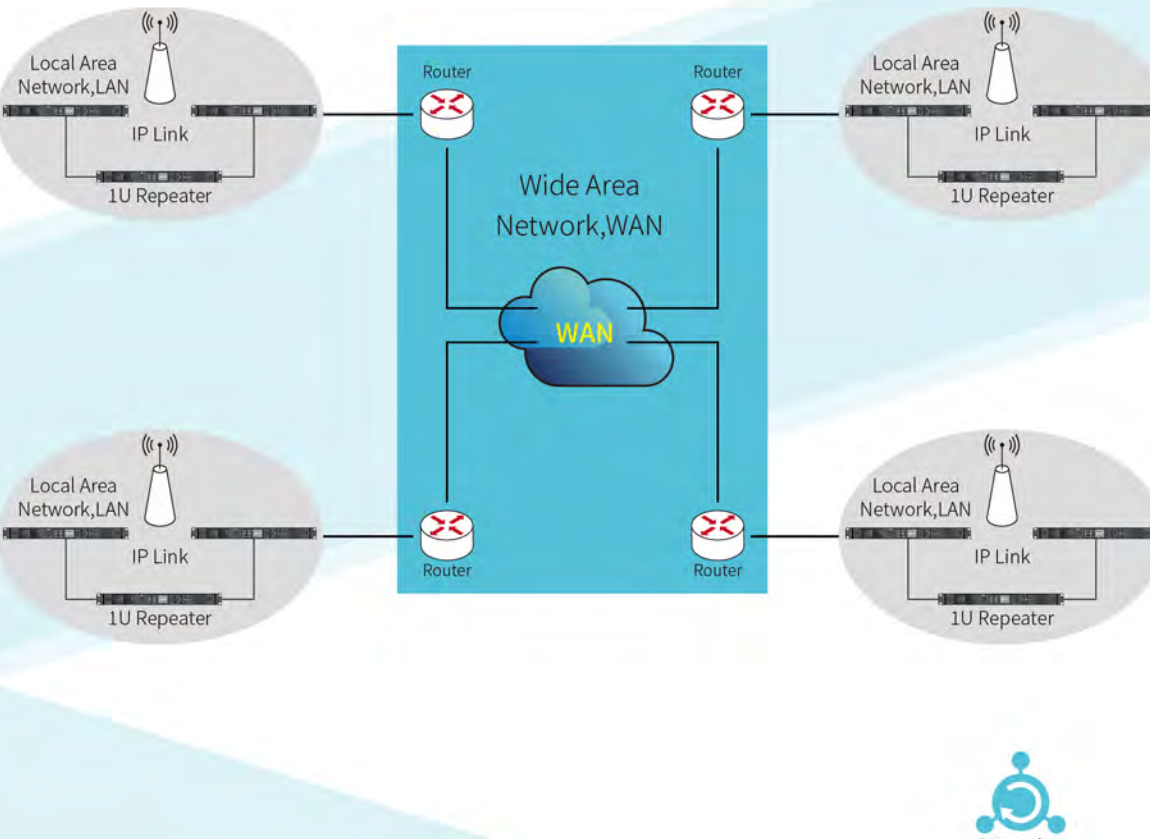 Local Area
Network,LAN
IP Link
1U Repeater
Router
Router
Local Area
Network,LAN
IP Link
1U Repeater
Wide Area
Network,WAN
WAN
Local Area
Network,LAN
IP Link
1U Repeater
Router
Router
Local Area
Network,LAN
IP Link
1U Repeater